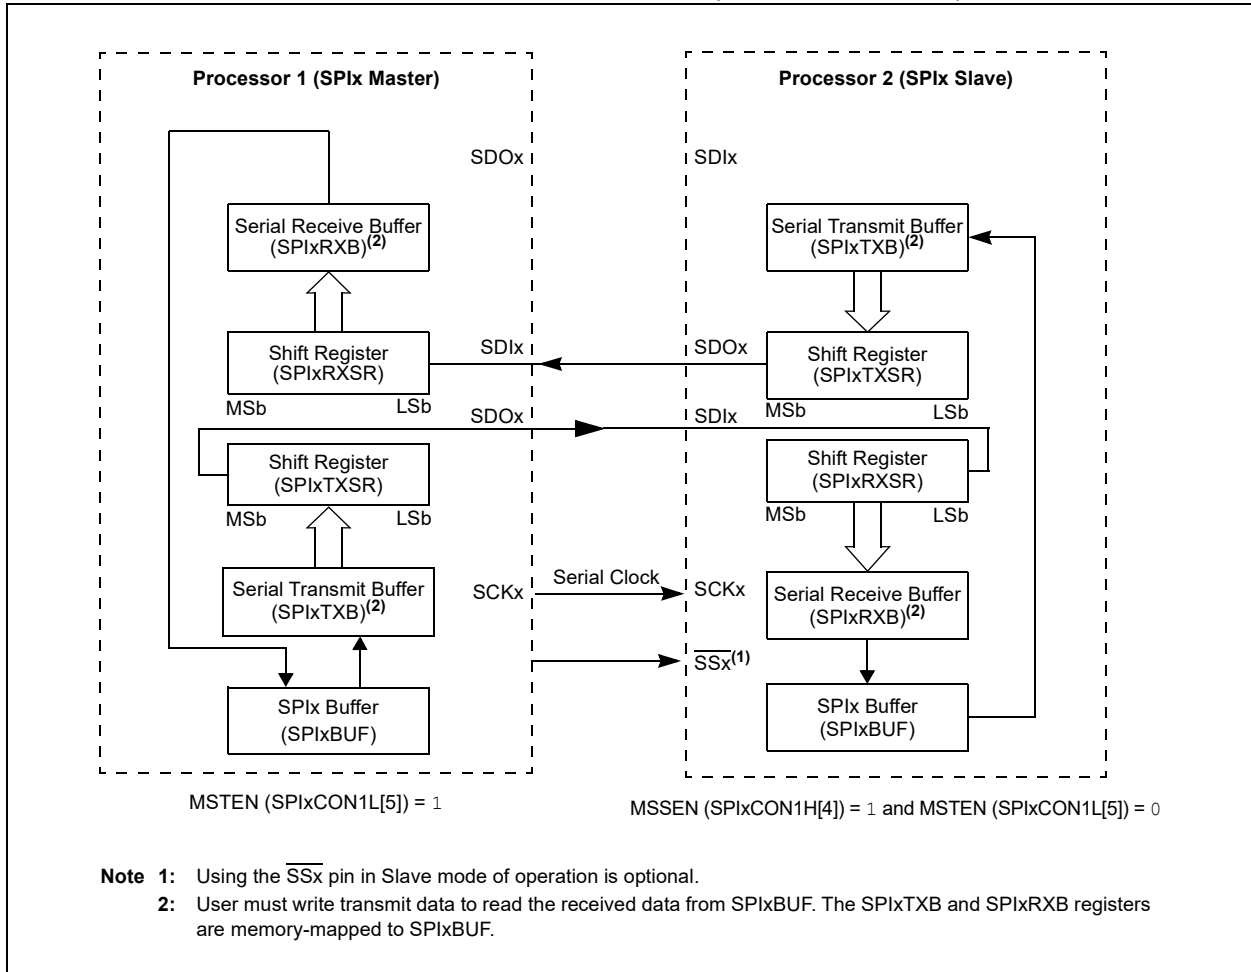 Processor 1 (SPIx Master)
Processor 2 (SPIx Slave)
SDOx
SDIx
Serial Receive Buffer
(SPIxRXB)(2)
Serial Transmit Buffer
(SPIxTXB)(2)
Shift Register
(SPIxRXSR)
SDIx
SDOx
Shift Register
(SPIxTXSR)
MSb
LSb
MSb
LSb
SDOx
SDIx
Shift Register
(SPIxTXSR)
Shift Register
(SPIxRXSR)
MSb
LSb
MSb
LSb
Serial Transmit Buffer
(SPIxTXB)(2)
SCKx
Serial Clock
SCKx
Serial Receive Buffer
(SPIxRXB)(2)
SSx(1)
SPIx Buffer
(SPIxBUF)
SPIx Buffer
(SPIxBUF)
MSTEN (SPIxCON1L[5]) = 1
MSSEN (SPIxCON1H[4]) = 1 and MSTEN (SPIxCON1L[5]) = 0
Note 1: Using the SSx pin in Slave mode of operation is optional.
2: User must write transmit data to read the received data from SPIxBUF. The SPIxTXB and SPIxRXB registers
are memory-mapped to SPIxBUF.